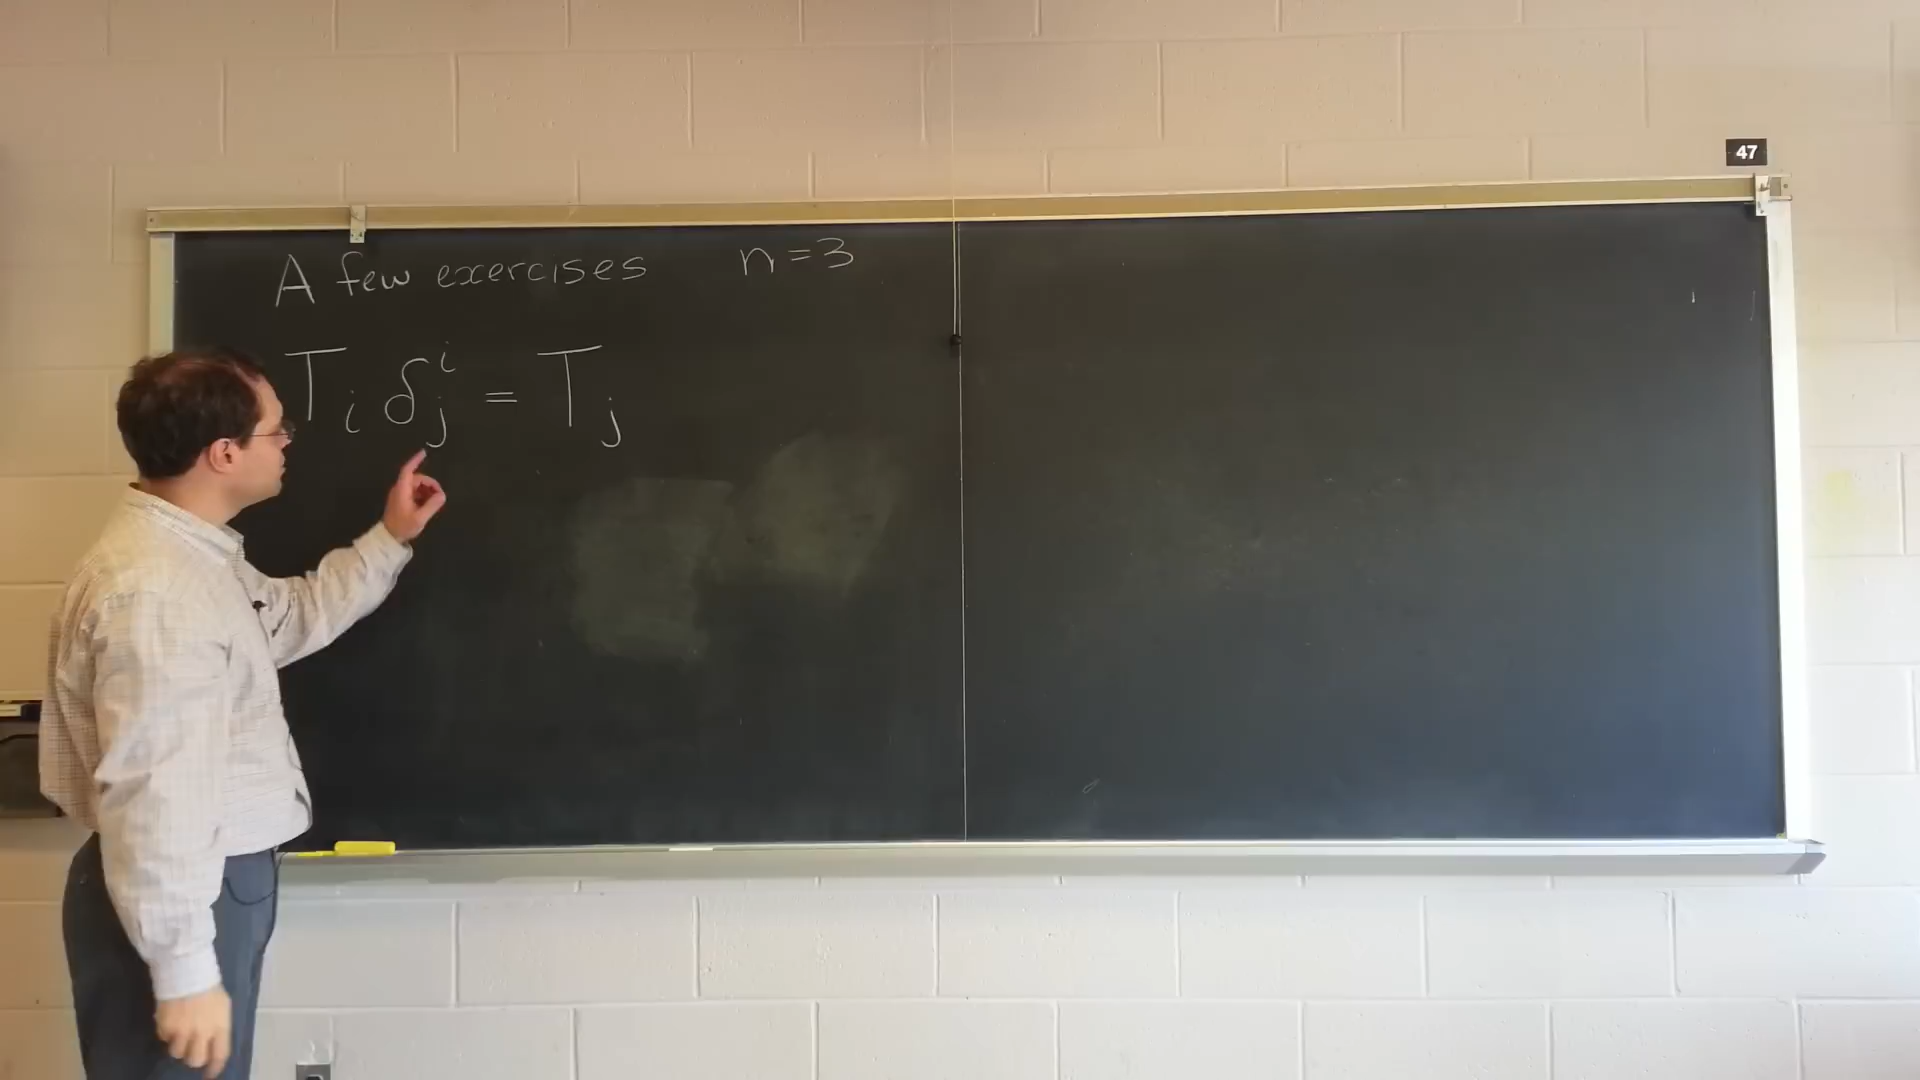 47
A few exercises n=3
T_i δ^i_j = T_j